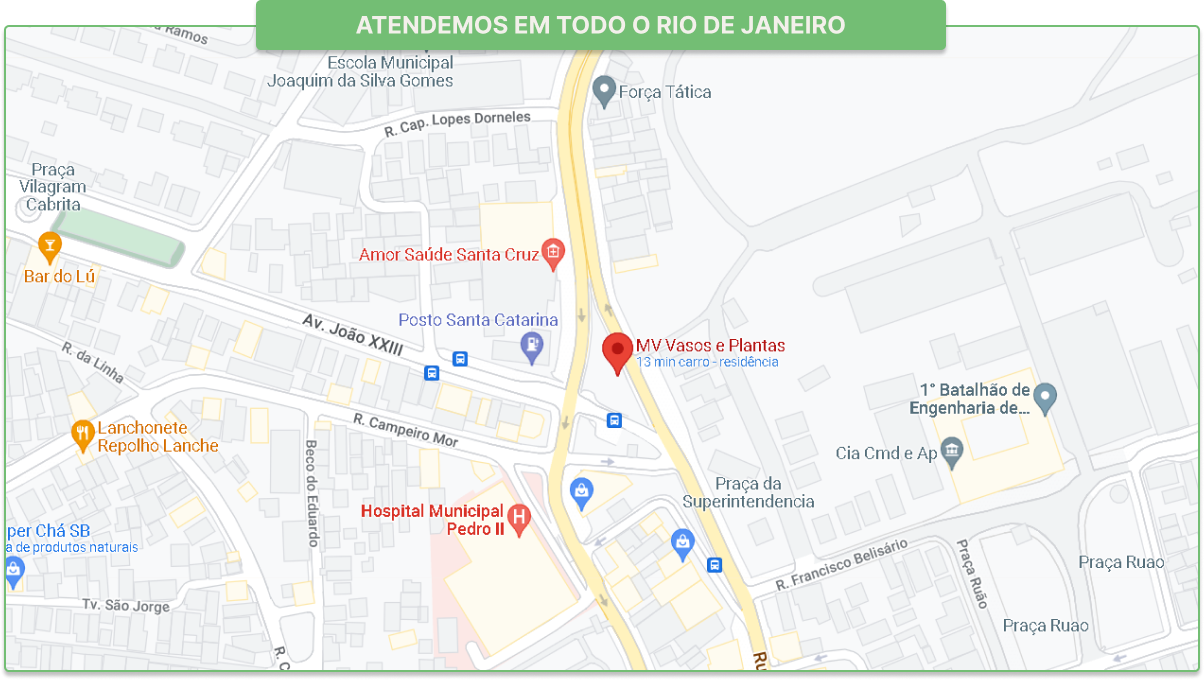 ATENDEMOS EM TODO O RIO DE JANEIRO
Ramos
Escola Municipal
Joaquim da Silva Gomes
Força Tática
R. Cap. Lopes Dorneles
Praça
Vilagram
Cabrita
Amor Saúde Santa Cruz
Bar do Lú
Posto Santa Catarina
Av. João XXIII
MV Vasos e Plantas
13 min carro - residência
R. da Linha
1° Batalhão de
Engenharia de...
R. Campeiro Mor
Lanchonete
Repolho Lanche
Beco do Eduardo
Cia Cmd e Ap
Praça da
Superintendencia
Hospital Municipal
Pedro II
H
per Chá SB
a de produtos naturais
R. Francisco Belisário
Praça Ruão
Praça Ruao
Tv. São Jorge
Praça Ruao
R. C
Ru